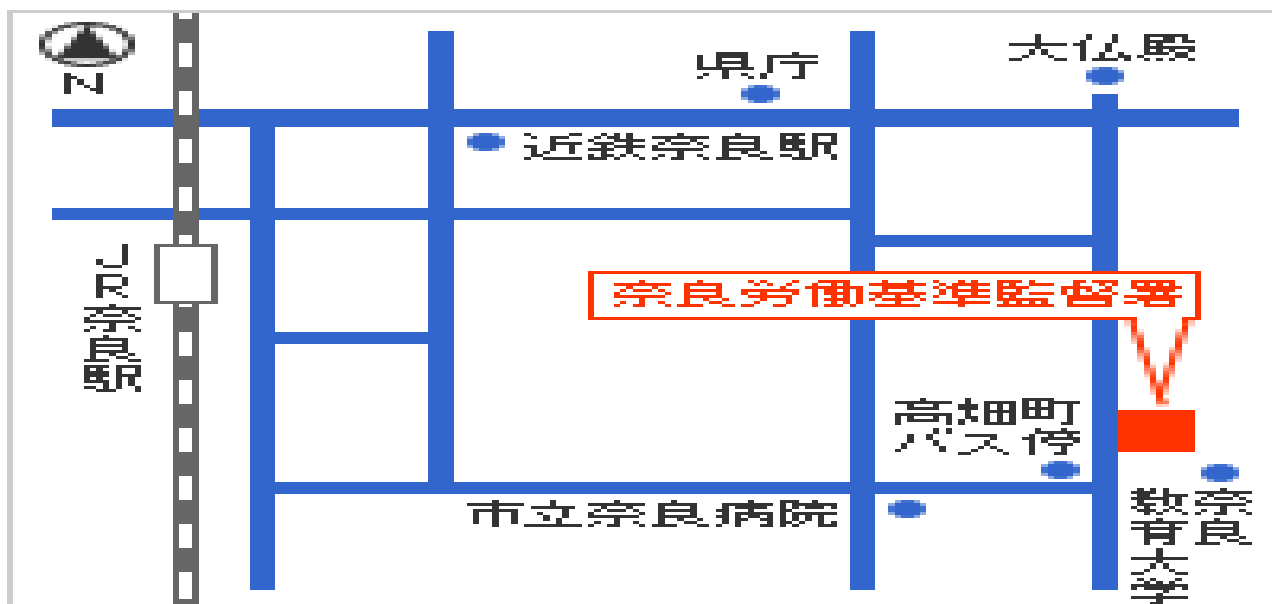 N
県庁
大仏殿
近鉄奈良駅
JR奈良駅
奈良労働基準監督署
高畑町
バス停
市立奈良病院
奈良
教育大学